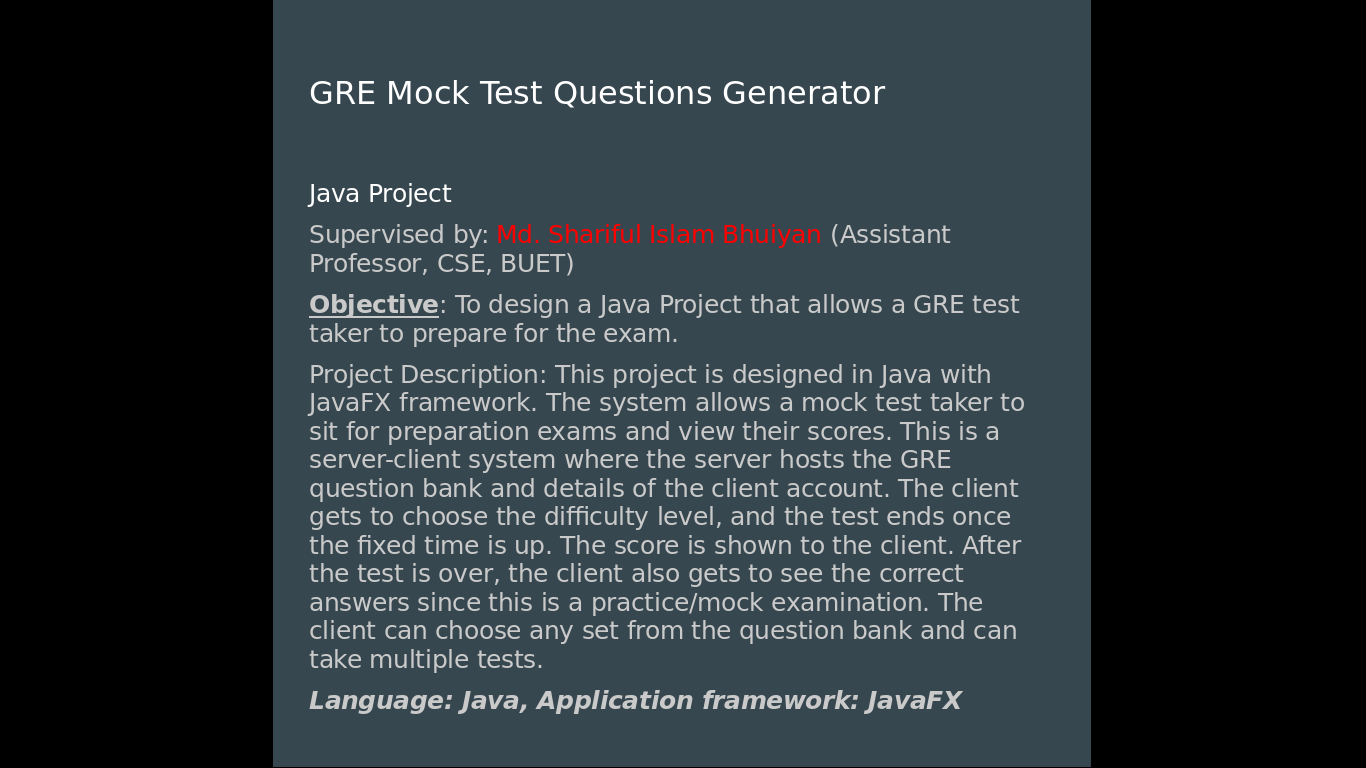 GRE Mock Test Questions Generator
Java Project
Supervised by: Md. Shariful Islam Bhuiyan (Assistant
Professor, CSE, BUET)
Objective: To design a Java Project that allows a GRE test
taker to prepare for the exam.
Project Description: This project is designed in Java with
JavaFX framework. The system allows a mock test taker to
sit for preparation exams and view their scores. This is a
server-client system where the server hosts the GRE
question bank and details of the client account. The client
gets to choose the difficulty level, and the test ends once
the fixed time is up. The score is shown to the client. After
the test is over, the client also gets to see the correct
answers since this is a practice/mock examination. The
client can choose any set from the question bank and can
take multiple tests.
Language: Java, Application framework: JavaFX